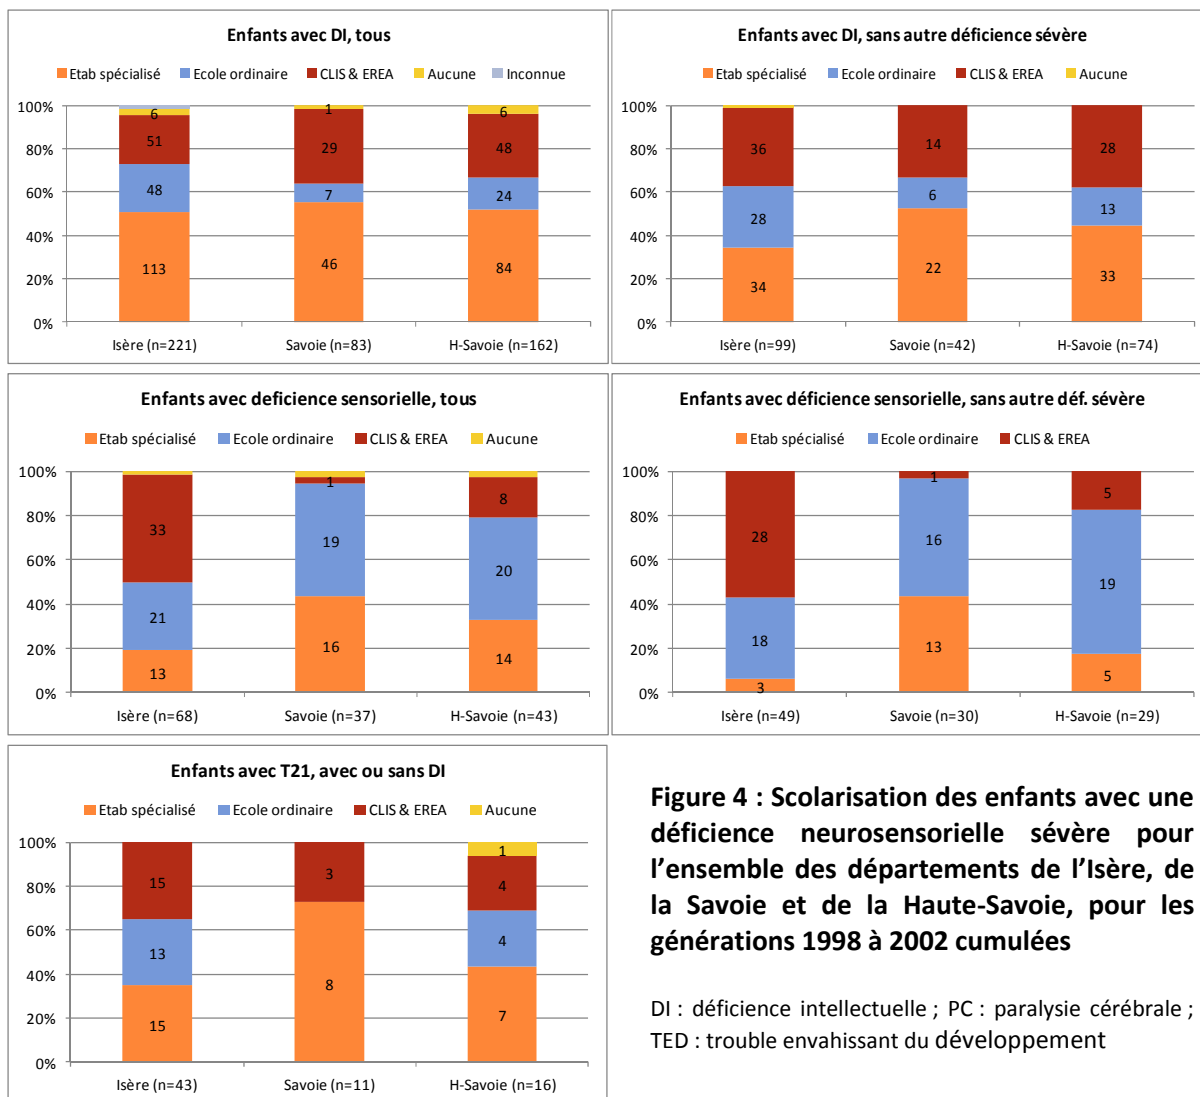 Enfants avec DI, tous
Etab spécialisé Ecole ordinaire CLIS & EREA Aucune Inconnue
100%
80%
60%
40%
20%
0%
6 1 6
51 29 48
48 7 24
113 46 84
Isère (n=221) Savoie (n=83) H-Savoie (n=162)
Enfants avec DI, sans autre déficience sévère
Etab spécialisé Ecole ordinaire CLIS & EREA Aucune
100%
80%
60%
40%
20%
0%
36 14 28
28 6 13
34 22 33
Isère (n=99) Savoie (n=42) H-Savoie (n=74)
Enfants avec deficience sensorielle, tous
Etab spécialisé Ecole ordinaire CLIS & EREA Aucune
100%
80%
60%
40%
20%
0%
33 1 8
21 19 20
13 16 14
Isère (n=68) Savoie (n=37) H-Savoie (n=43)
Enfants avec déficience sensorielle, sans autre déf. sévère
Etab spécialisé Ecole ordinaire CLIS & EREA
100%
80%
60%
40%
20%
0%
28 1 5
18 16 19
3 13 5
Isère (n=49) Savoie (n=30) H-Savoie (n=29)
Enfants avec T21, avec ou sans DI
Etab spécialisé Ecole ordinaire CLIS & EREA Aucune
100%
80%
60%
40%
20%
0%
1
15 3 4
13 4
15 8 7
Isère (n=43) Savoie (n=11) H-Savoie (n=16)
Figure 4 : Scolarisation des enfants avec une
déficience neurosensorielle sévère pour
l'ensemble des départements de l'Isère, de
la Savoie et de la Haute-Savoie, pour les
générations 1998 à 2002 cumulées
DI : déficience intellectuelle ; PC : paralysie cérébrale ;
TED : trouble envahissant du développement